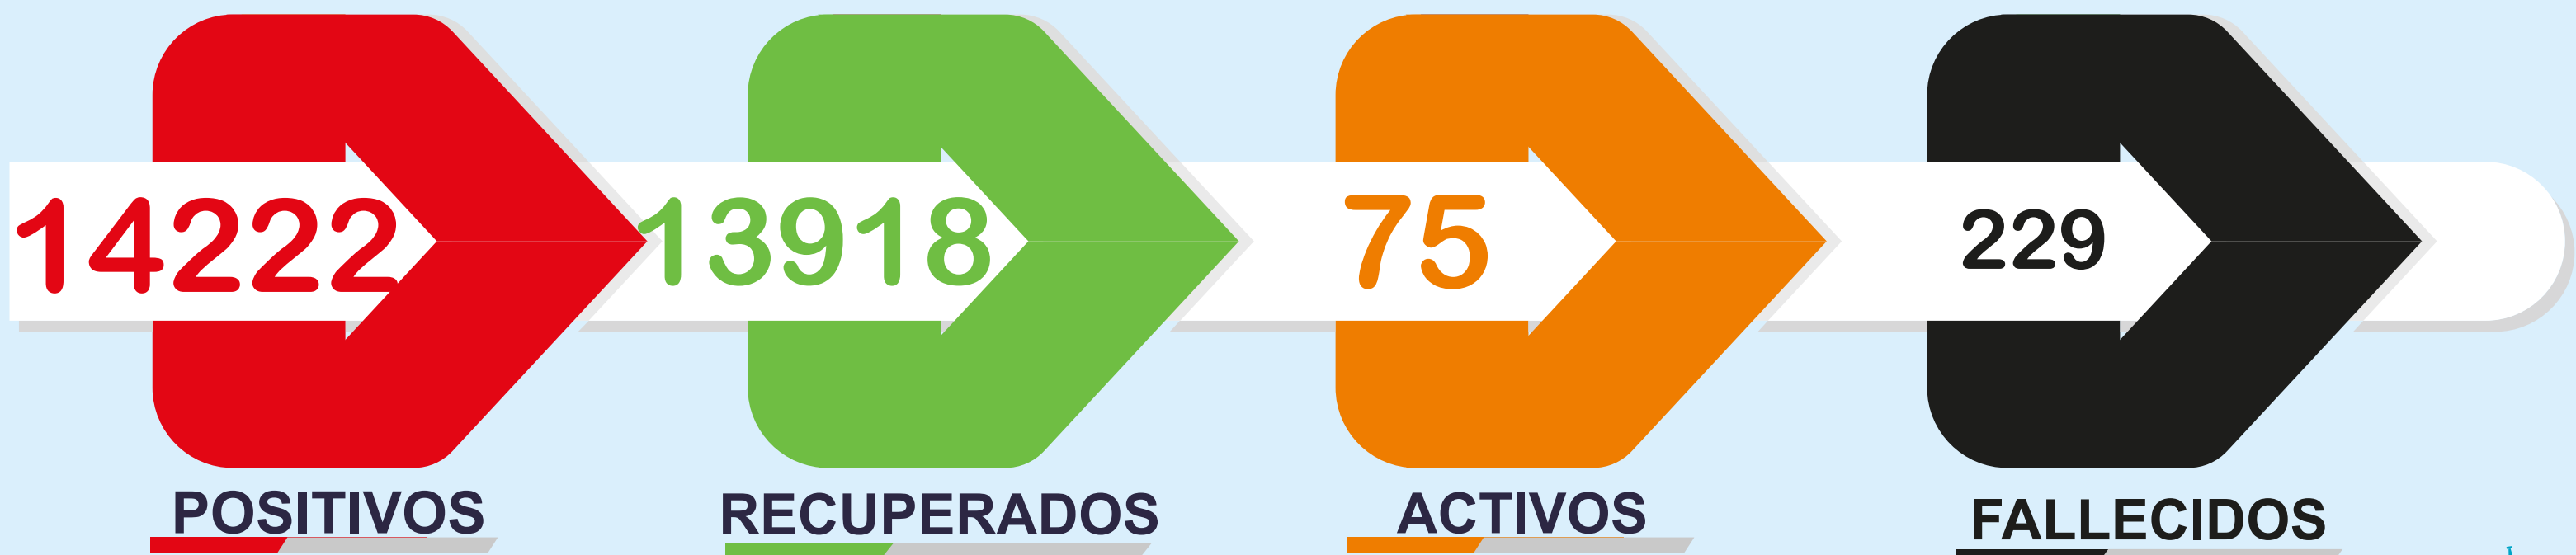 14222 13918 75 229
POSITIVOS RECUPERADOS ACTIVOS FALLECIDOS